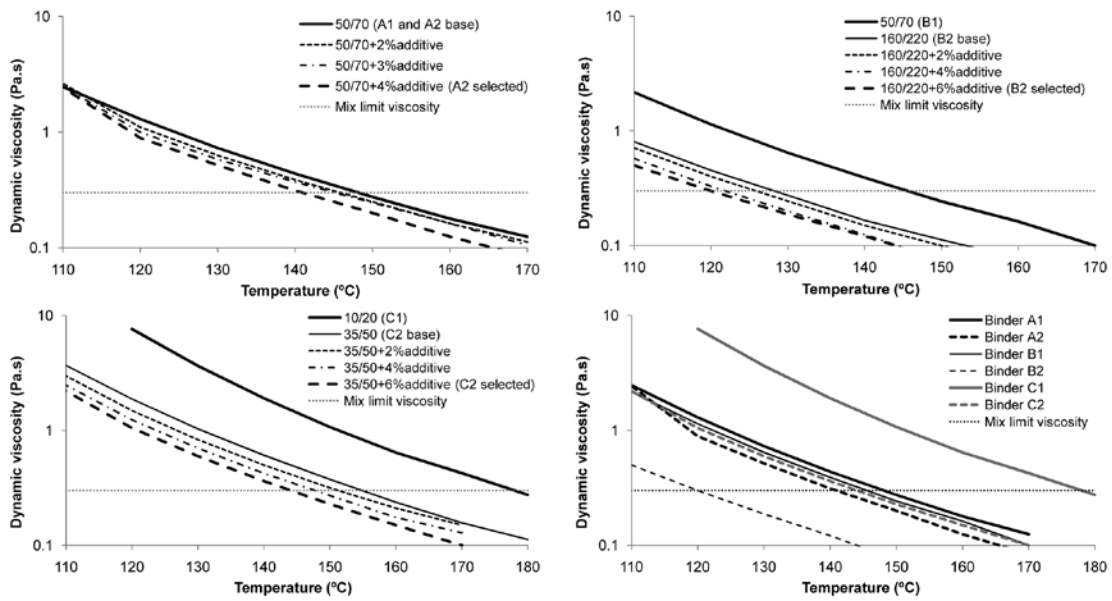 10
1
0.1
Dynamic viscosity (Pa.s)
50/70 (A1 and A2 base)
50/70+2%additive
50/70+3%additive
50/70+4%additive (A2 selected)
Mix limit viscosity
110 120 130 140 150 160 170
Temperature (ºC)
10
1
0.1
Dynamic viscosity (Pa.s)
50/70 (B1)
160/220 (B2 base)
160/220+2%additive
160/220+4%additive
160/220+6%additive (B2 selected)
Mix limit viscosity
110 120 130 140 150 160 170
Temperature (ºC)
10
1
0.1
Dynamic viscosity (Pa.s)
10/20 (C1)
35/50 (C2 base)
35/50+2%additive
35/50+4%additive
35/50+6%additive (C2 selected)
Mix limit viscosity
110 120 130 140 150 160 170 180
Temperature (ºC)
10
1
0.1
Dynamic viscosity (Pa.s)
Binder A1
Binder A2
Binder B1
Binder B2
Binder C1
Binder C2
Mix limit viscosity
110 120 130 140 150 160 170 180
Temperature (ºC)